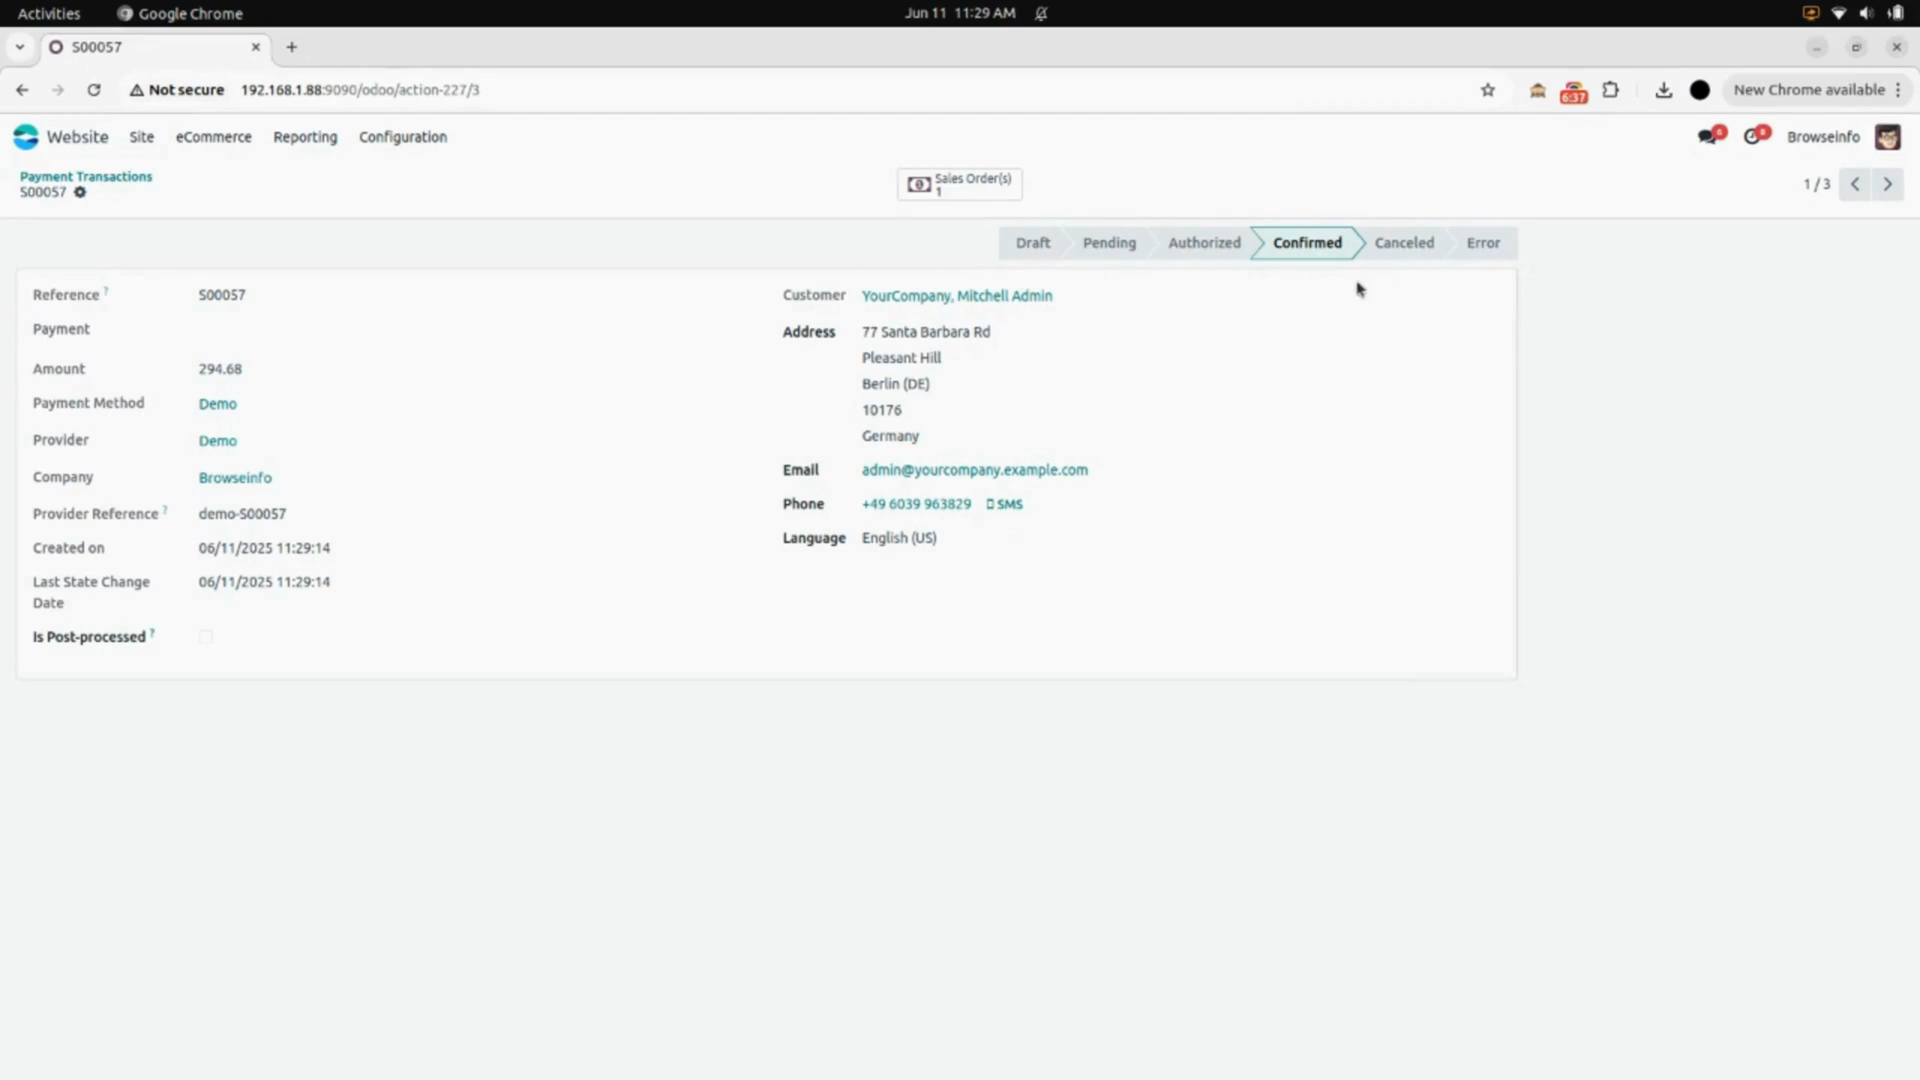 Activities Google Chrome Jun 11 11:29 AM
S00057
Not secure 192.168.1.88:9090/odoo/action-227/3 6:37 New Chrome available
Website Site eCommerce Reporting Configuration Browseinfo
Payment Transactions
S00057
Sales Order(s)
1
1 / 3
Draft Pending Authorized Confirmed Canceled Error
Reference ? S00057
Payment
Amount 294.68
Payment Method Demo
Provider Demo
Company Browseinfo
Provider Reference ? demo-S00057
Created on 06/11/2025 11:29:14
Last State Change Date 06/11/2025 11:29:14
Is Post-processed ?
Customer YourCompany, Mitchell Admin
Address 77 Santa Barbara Rd
Pleasant Hill
Berlin (DE)
10176
Germany
Email admin@yourcompany.example.com
Phone +49 6039 963829 SMS
Language English (US)